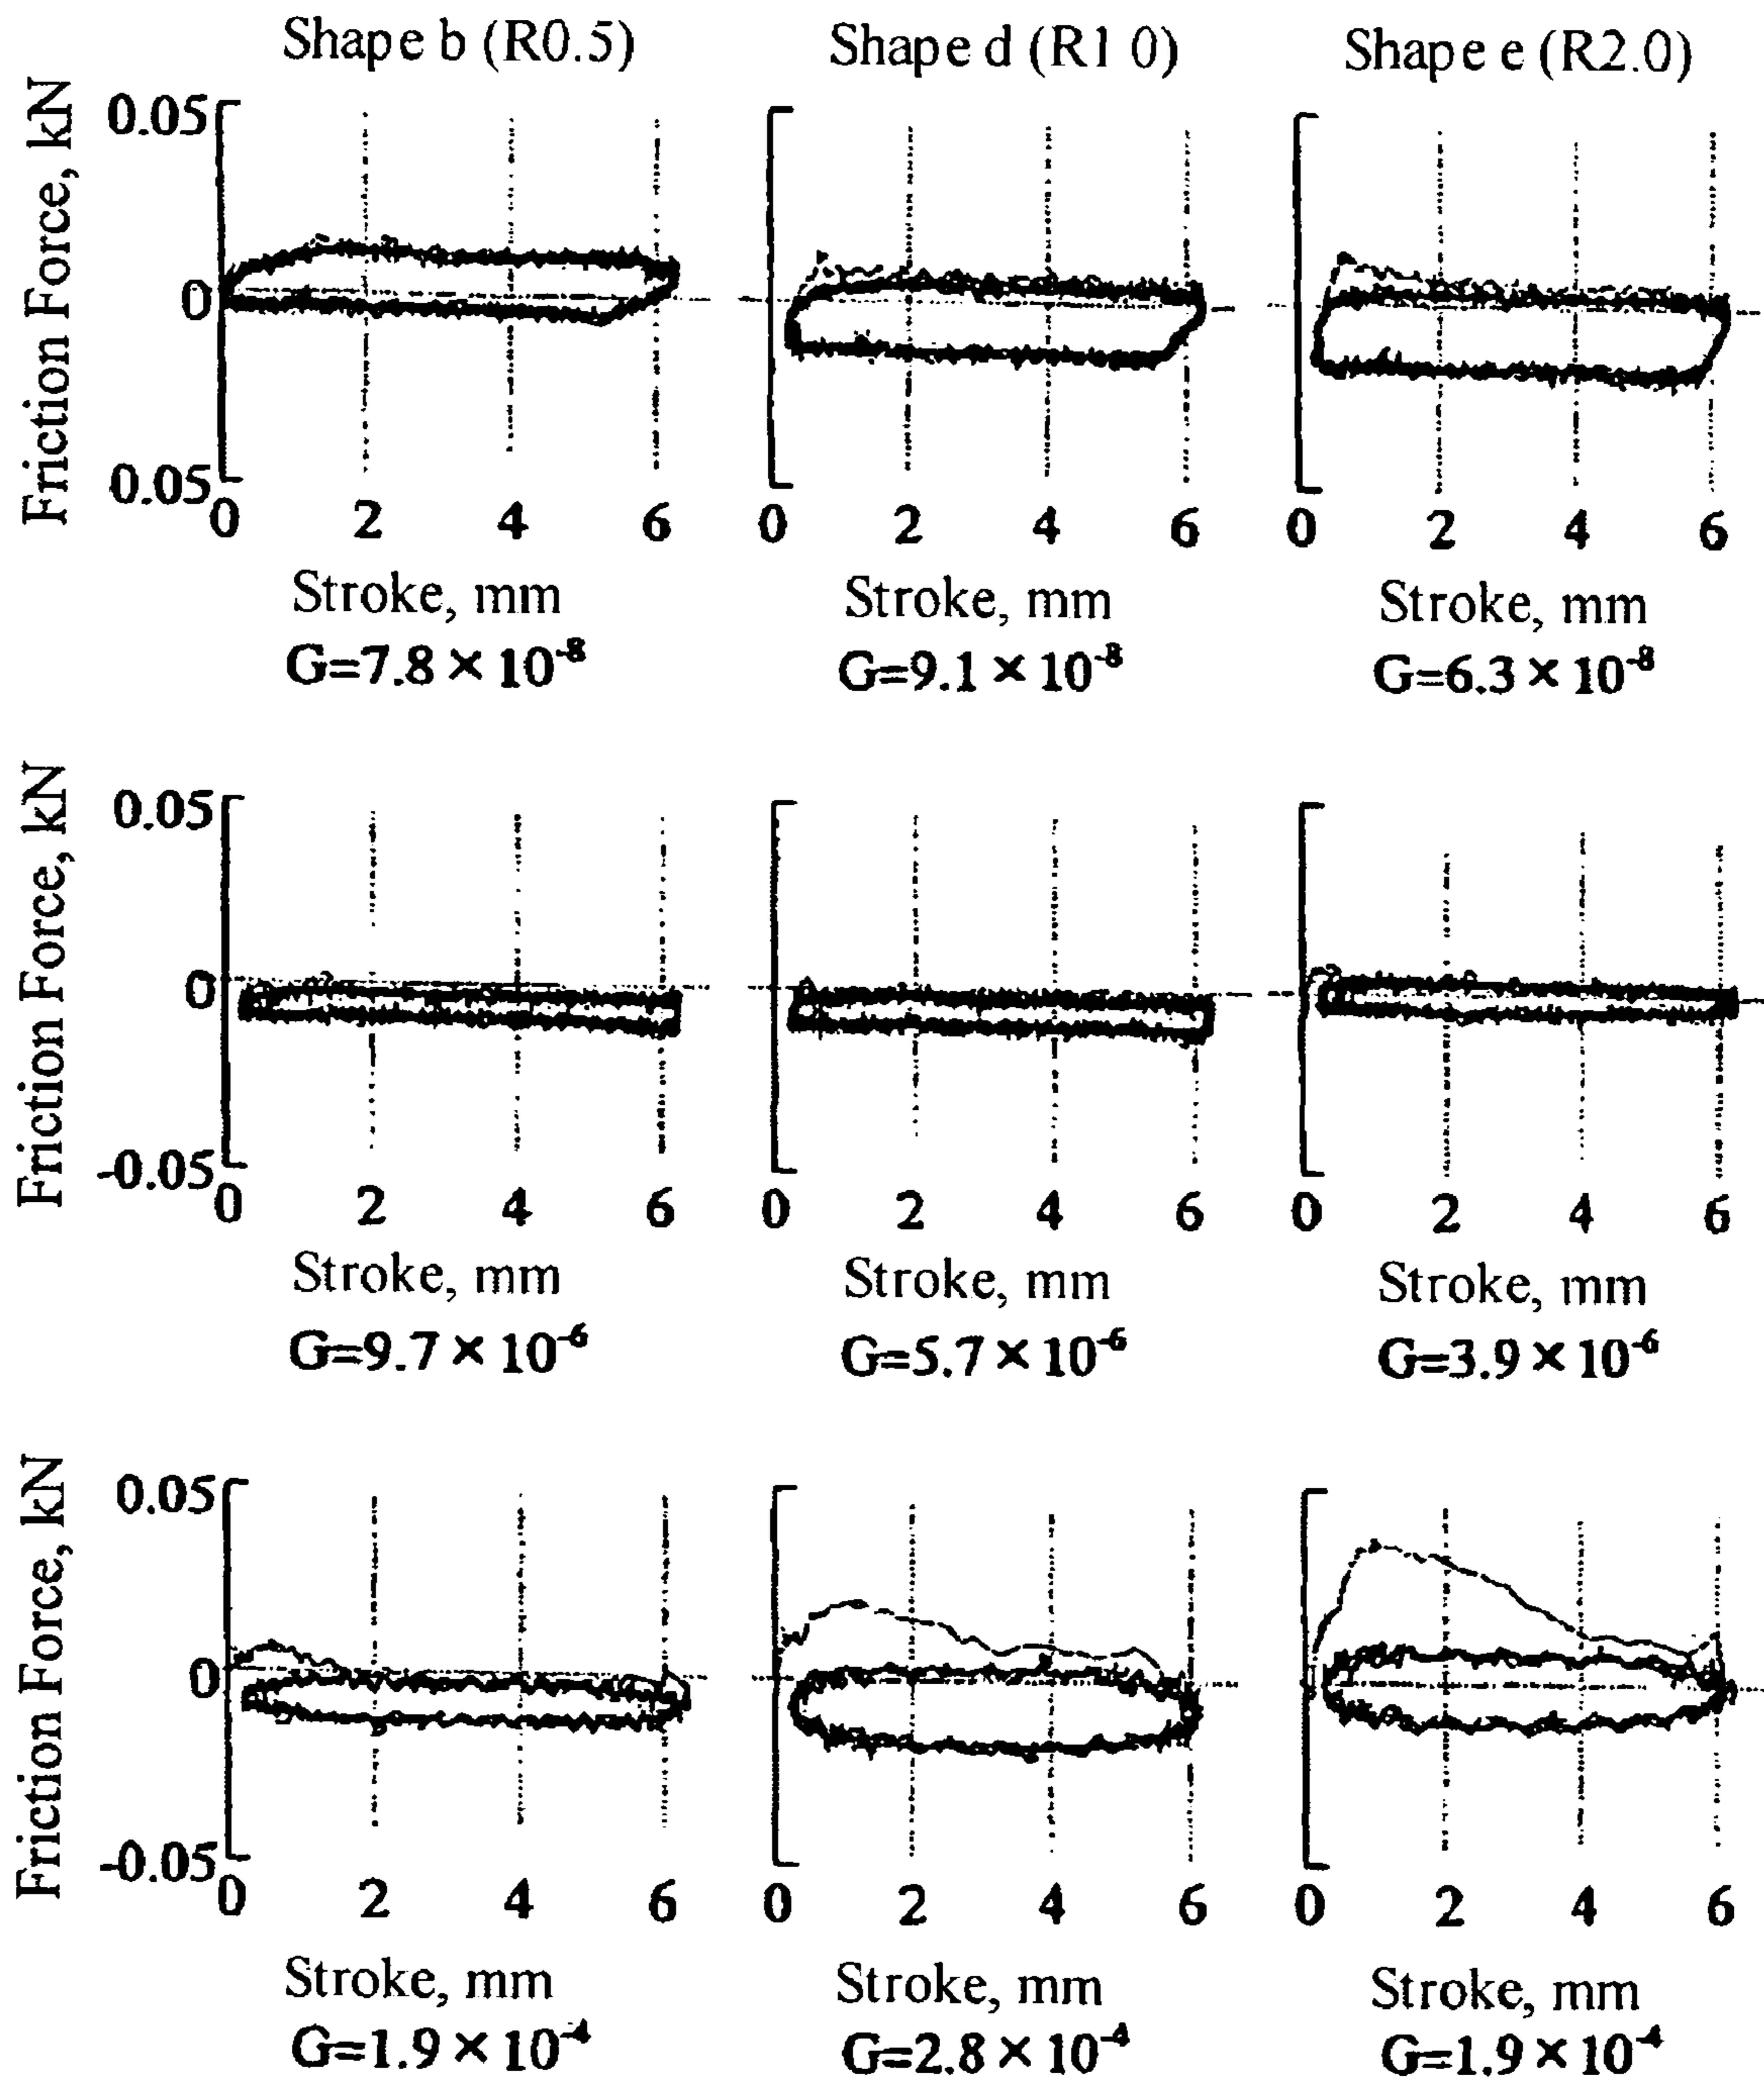 Shape b (R0.5) Shape d (R1 0) Shape e (R2.0)
Friction Force, kN
0.05
0
0.05
0 2 4 6 0 2 4 6 0 2 4 6
Stroke, mm Stroke, mm Stroke, mm
G=7.8 × 10⁻⁸ G=9.1 × 10⁻⁸ G=6.3 × 10⁻⁸
Friction Force, kN
0.05
0
-0.05
0 2 4 6 0 2 4 6 0 2 4 6
Stroke, mm Stroke, mm Stroke, mm
G=9.7 × 10⁻⁶ G=5.7 × 10⁻⁶ G=3.9 × 10⁻⁶
Friction Force, kN
0.05
0
-0.05
0 2 4 6 0 2 4 6 0 2 4 6
Stroke, mm Stroke, mm Stroke, mm
G=1.9 × 10⁻⁴ G=2.8 × 10⁻⁴ G=1.9 × 10⁻⁴